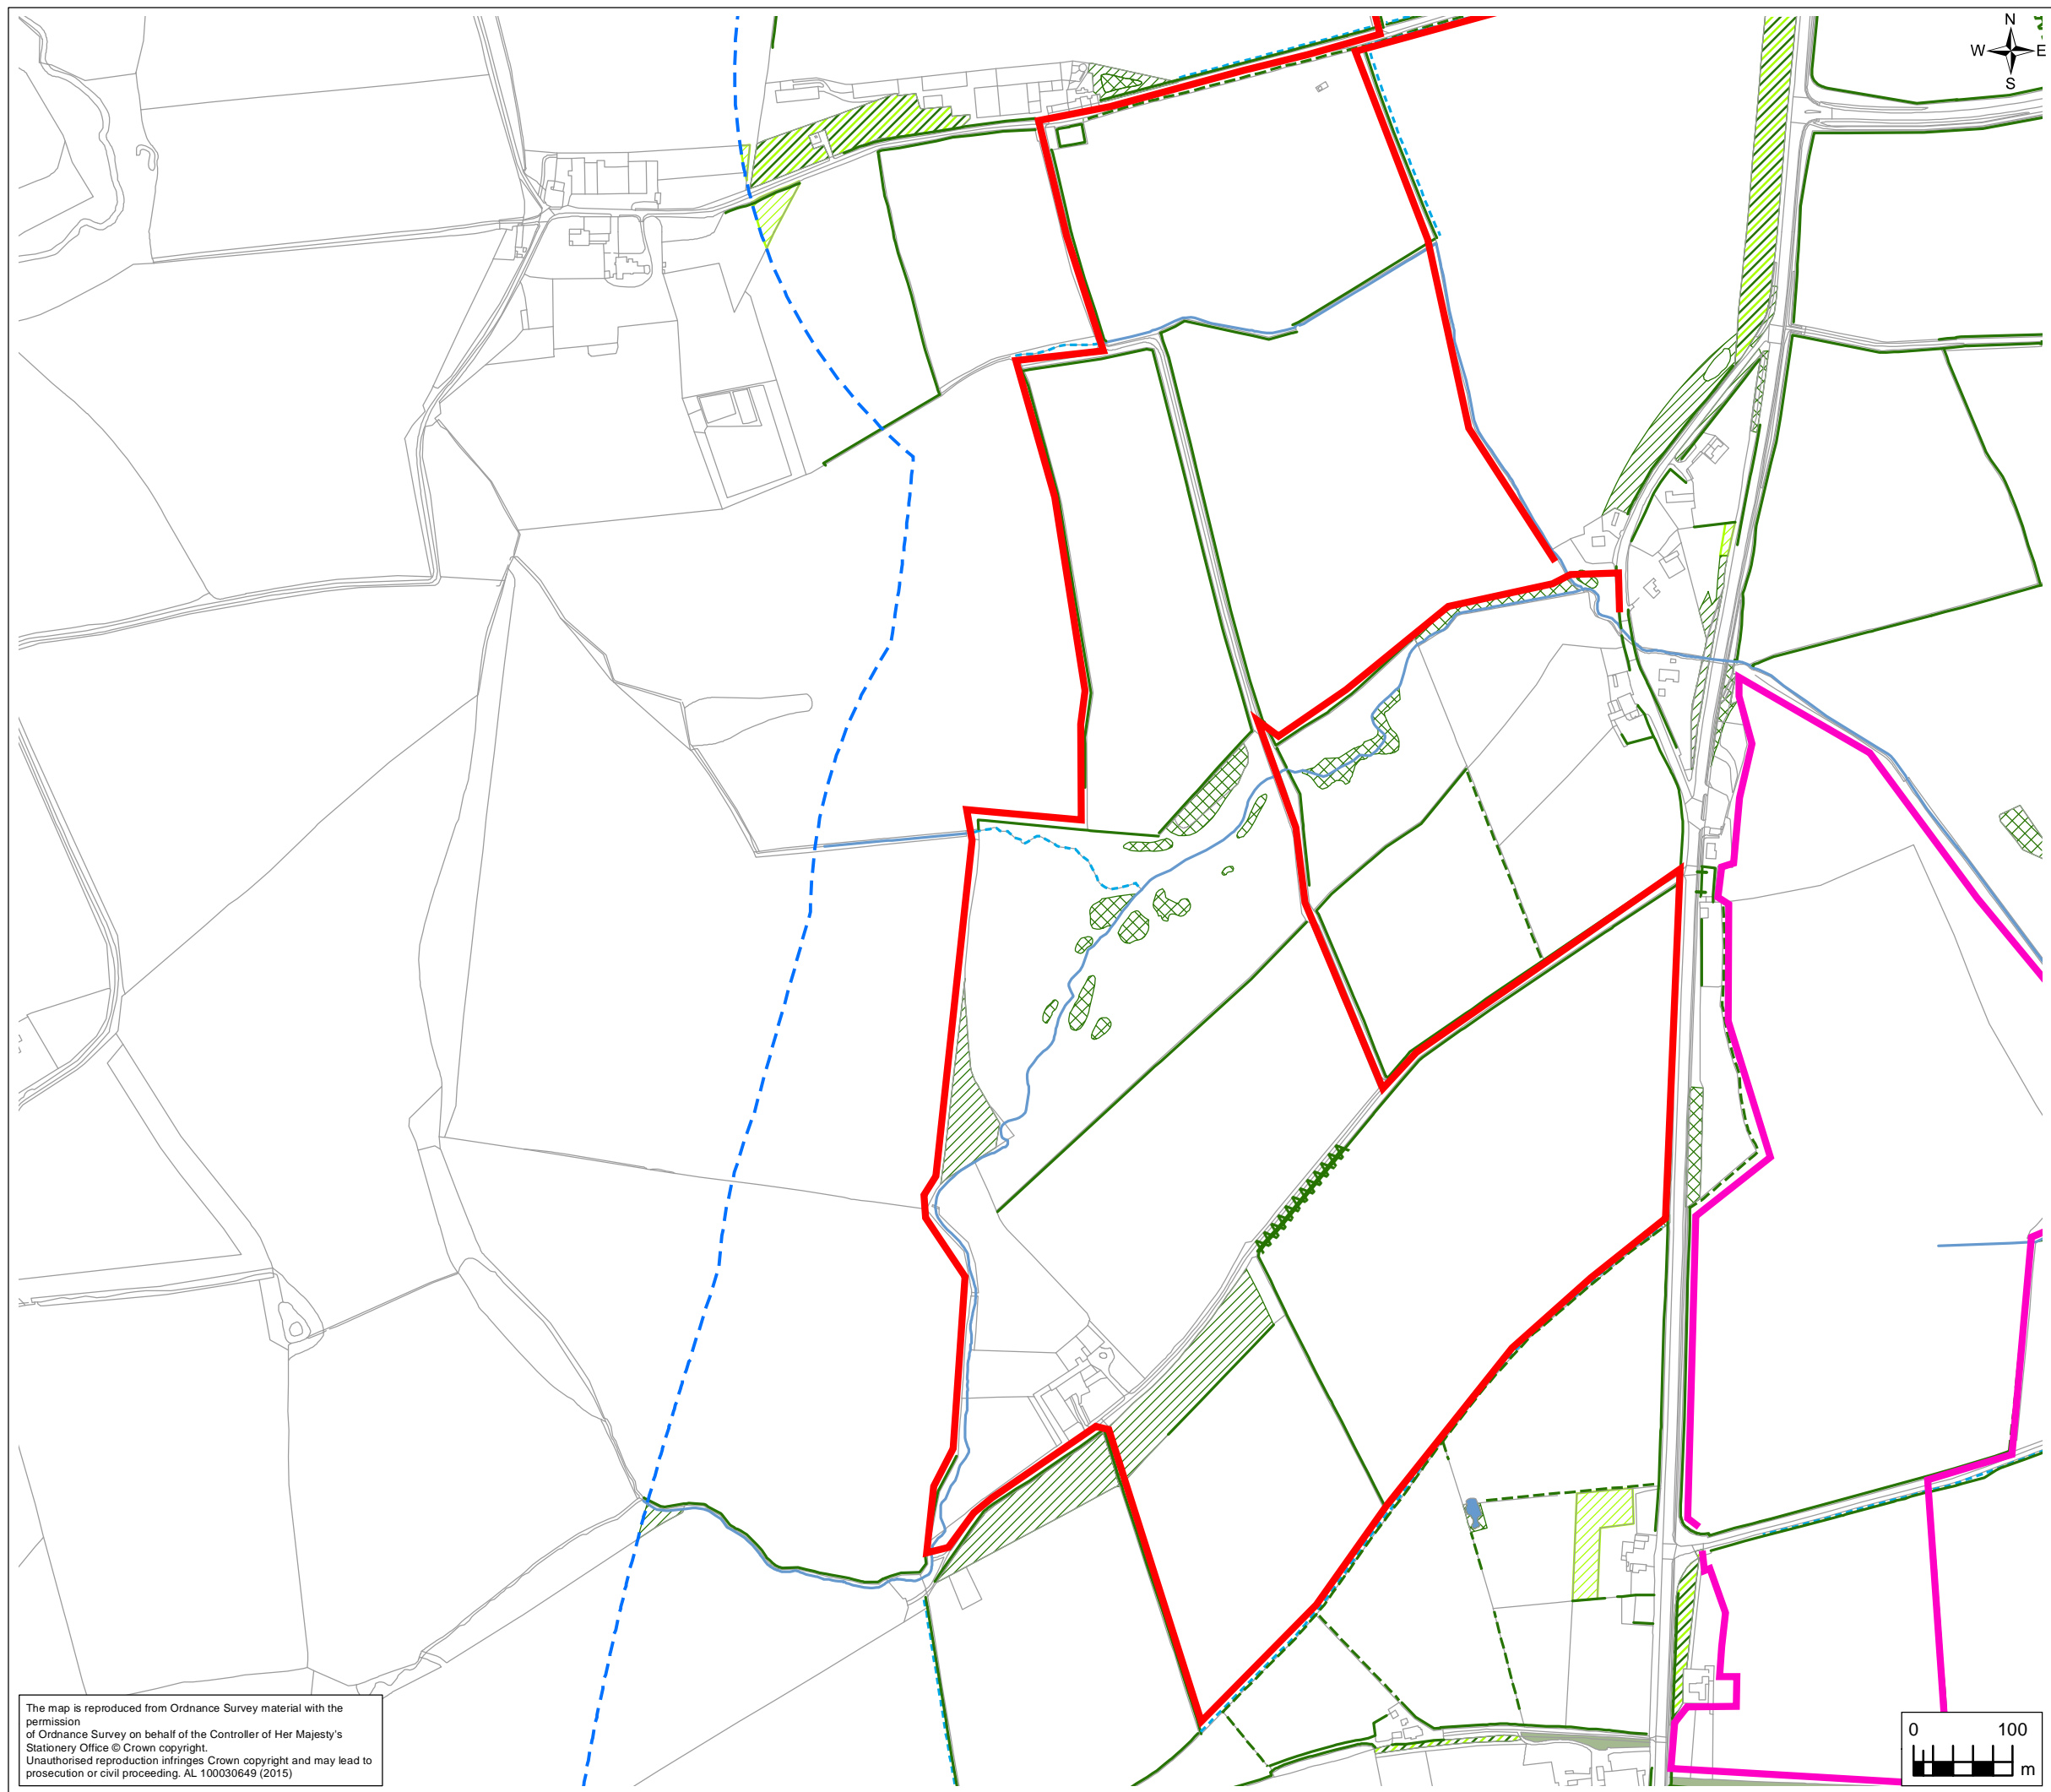 N
W E
S
The map is reproduced from Ordnance Survey material with the
permission
of Ordnance Survey on behalf of the Controller of Her Majesty's
Stationery Office © Crown copyright.
Unauthorised reproduction infringes Crown copyright and may lead to
prosecution or civil proceeding. AL 100030649 (2015)
0 100
m